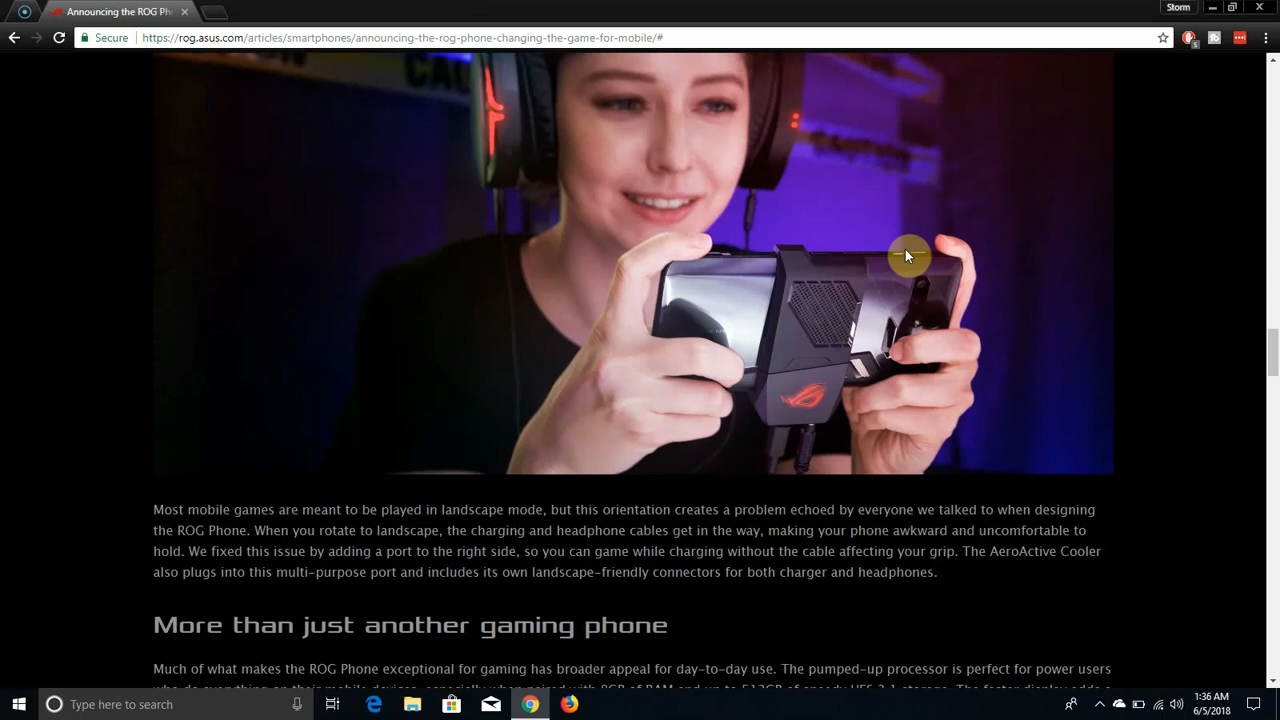 Announcing the ROG Ph
Storm
Secure
https://rog.asus.com/articles/smartphones/announcing-the-rog-phone-changing-the-game-for-mobile/#
5
Most mobile games are meant to be played in landscape mode, but this orientation creates a problem echoed by everyone we talked to when designing
the ROG Phone. When you rotate to landscape, the charging and headphone cables get in the way, making your phone awkward and uncomfortable to
hold. We fixed this issue by adding a port to the right side, so you can game while charging without the cable affecting your grip. The AeroActive Cooler
also plugs into this multi-purpose port and includes its own landscape-friendly connectors for both charger and headphones.
More than just another gaming phone
Much of what makes the ROG Phone exceptional for gaming has broader appeal for day-to-day use. The pumped-up processor is perfect for power users
Type here to search
1:36 AM
6/5/2018